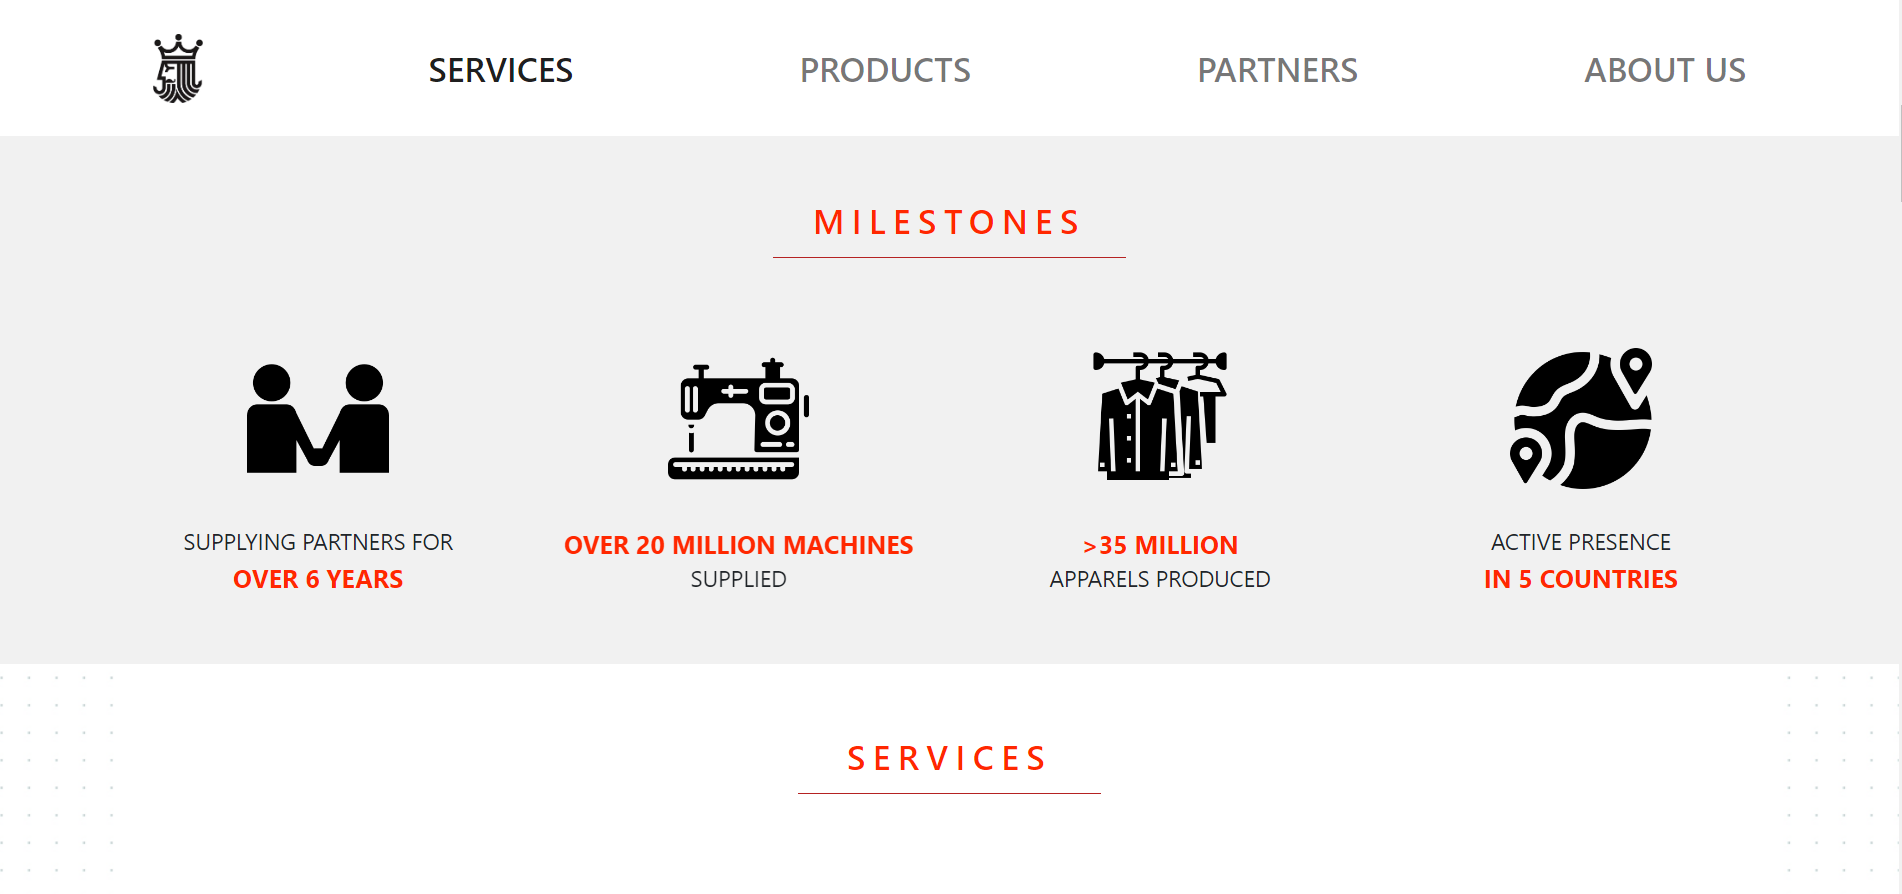 SERVICES
PRODUCTS
PARTNERS
ABOUT US
MILESTONES
SUPPLYING PARTNERS FOR
OVER 6 YEARS
OVER 20 MILLION MACHINES
SUPPLIED
>35 MILLION
APPARELS PRODUCED
ACTIVE PRESENCE
IN 5 COUNTRIES
SERVICES